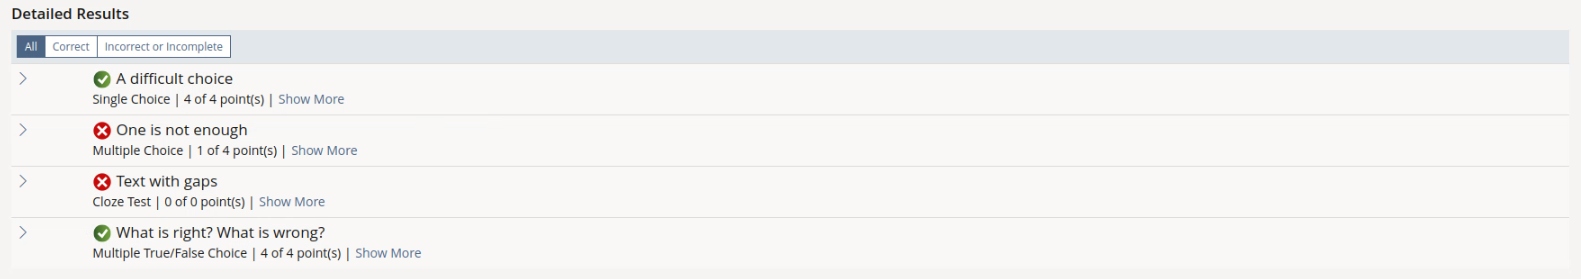 Detailed Results
All Correct Incorrect or Incomplete
A difficult choice
Single Choice | 4 of 4 point(s) | Show More
One is not enough
Multiple Choice | 1 of 4 point(s) | Show More
Text with gaps
Cloze Test | 0 of 0 point(s) | Show More
What is right? What is wrong?
Multiple True/False Choice | 4 of 4 point(s) | Show More